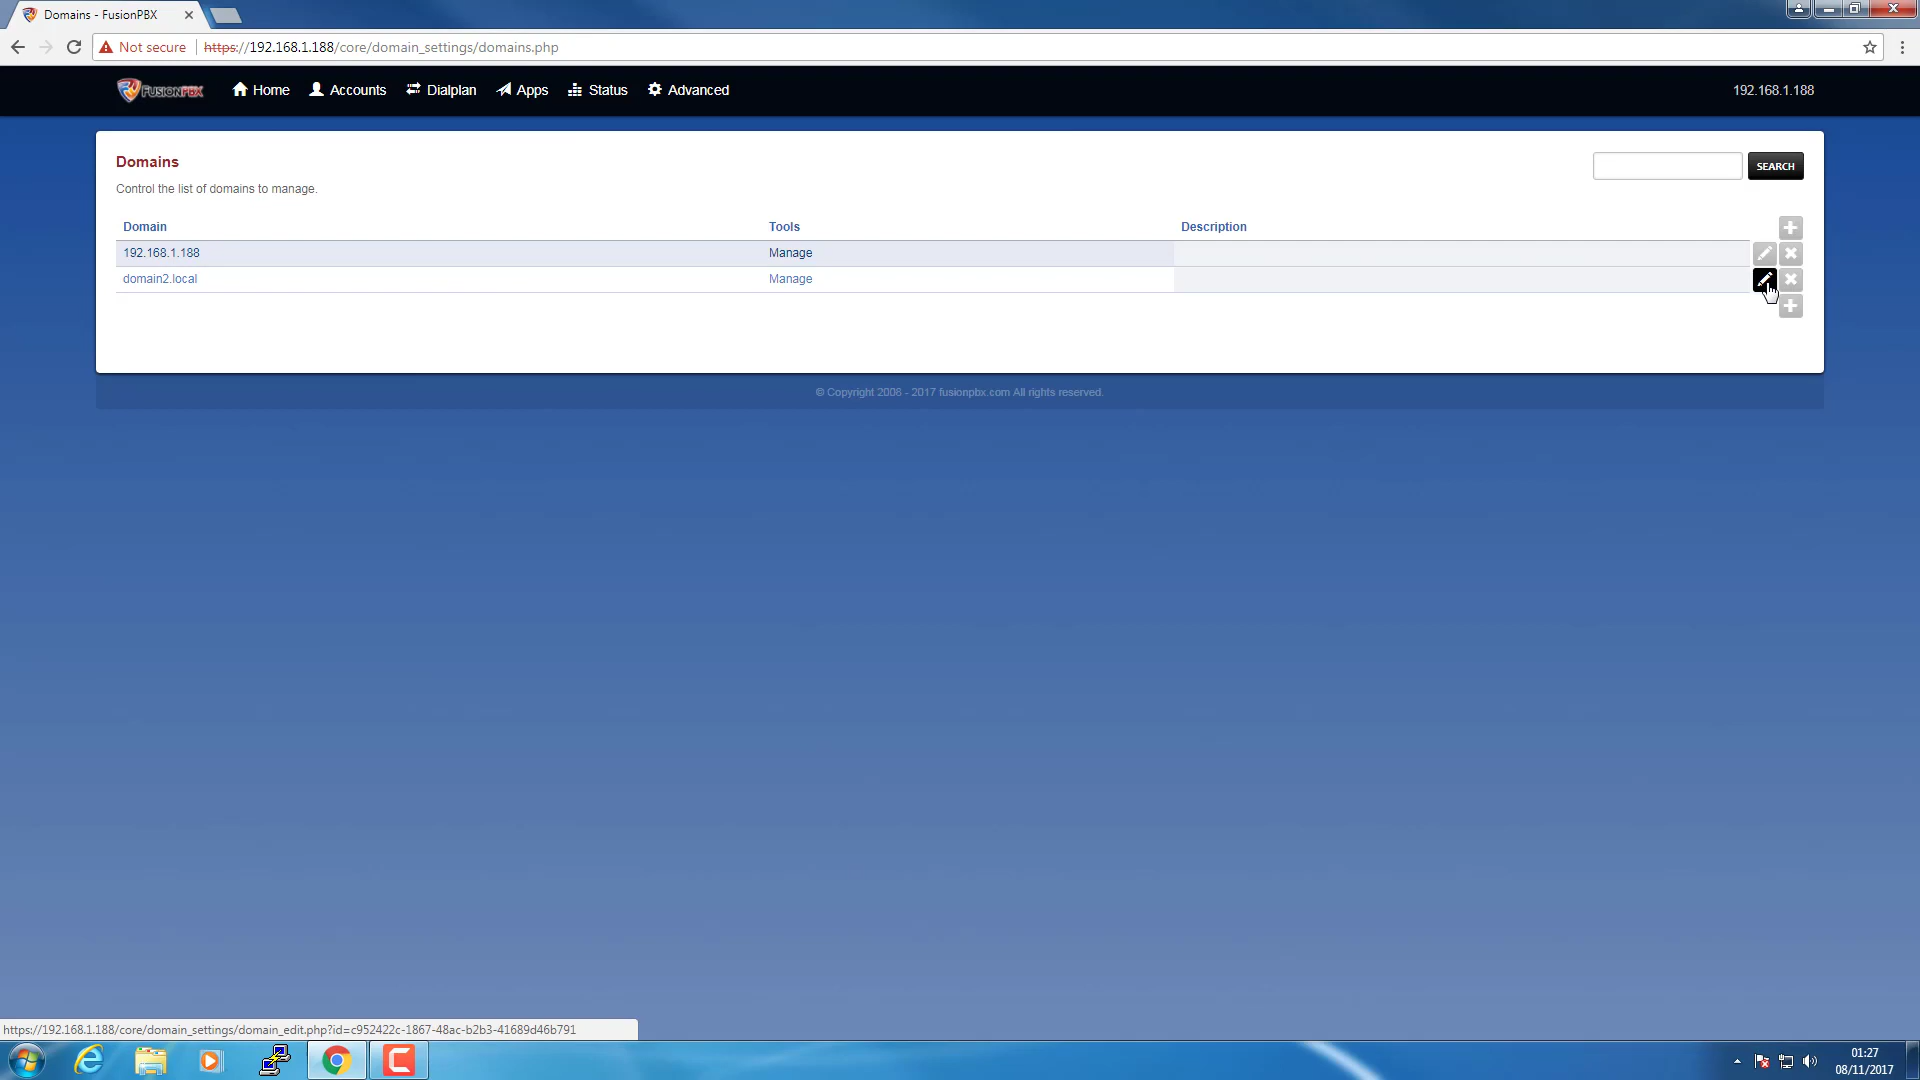 Domains - FusionPBX
Not secure https://192.168.1.188/core/domain_settings/domains.php
FUSIONPBX Home Accounts Dialplan Apps Status Advanced 192.168.1.188
Domains
SEARCH
Control the list of domains to manage.
Domain Tools Description
192.168.1.188 Manage
domain2.local Manage
© Copyright 2008 - 2017 fusionpbx.com All rights reserved.
https://192.168.1.188/core/domain_settings/domain_edit.php?id=c952422c-1867-48ac-b2b3-41689d46b791
01:27
08/11/2017